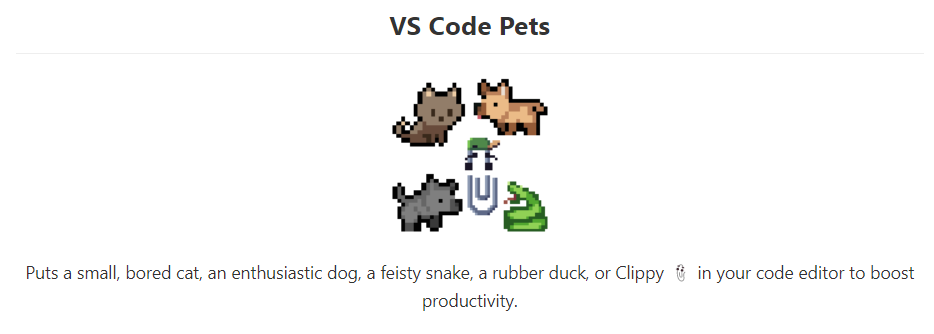 VS Code Pets
Puts a small, bored cat, an enthusiastic dog, a feisty snake, a rubber duck, or Clippy 📎 in your code editor to boost
productivity.